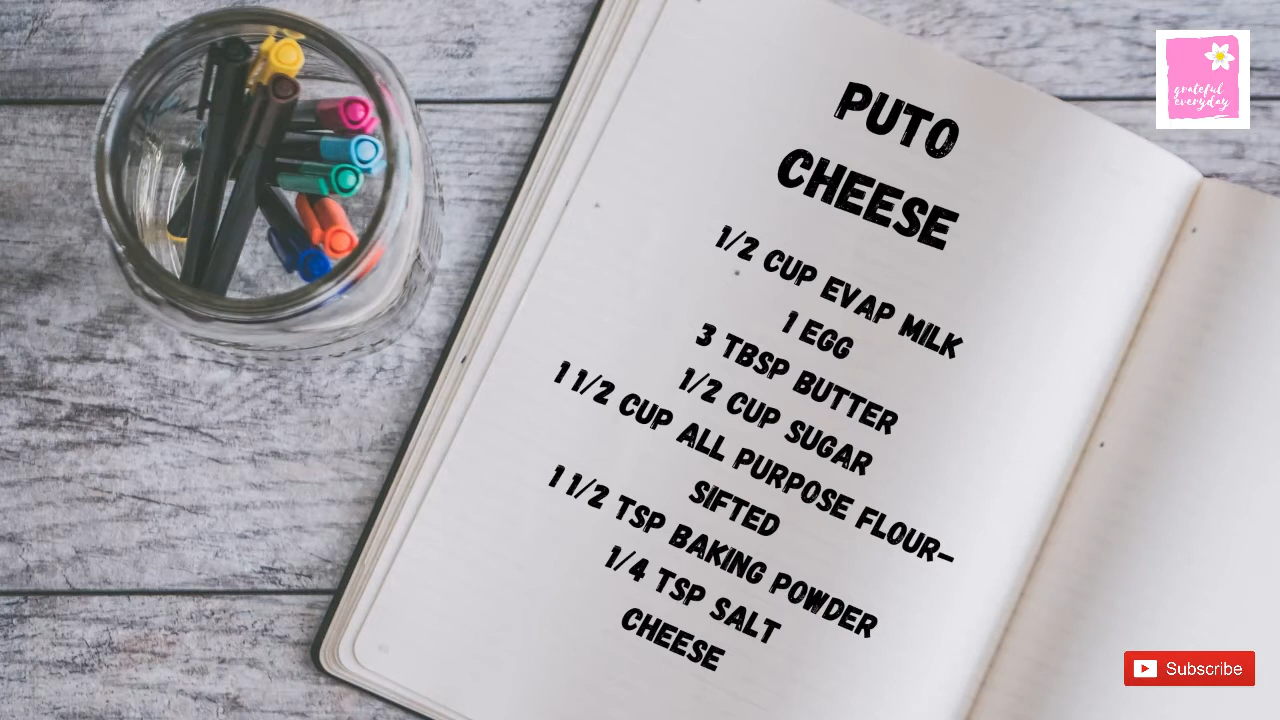 PUTO
CHEESE
1/2 CUP EVAP MILK
1 EGG
3 TBSP BUTTER
1/2 CUP SUGAR
1 1/2 CUP ALL PURPOSE FLOUR-
SIFTED
1 1/2 TSP BAKING POWDER
1/4 TSP SALT
CHEESE
grateful
everyday
Subscribe